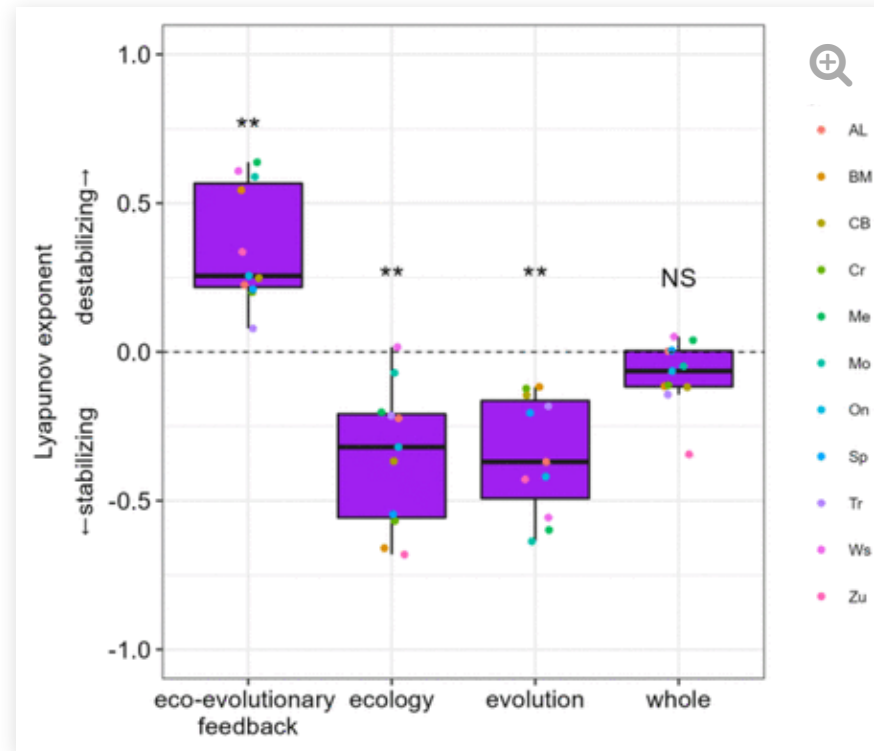 1.0
0.5
0.0
-0.5
-1.0
Lyapunov exponent
destabilizing→
←stabilizing
**
**
**
NS
eco-evolutionary
feedback
ecology
evolution
whole
AL
BM
CB
Cr
Me
Mo
On
Sp
Tr
Ws
Zu